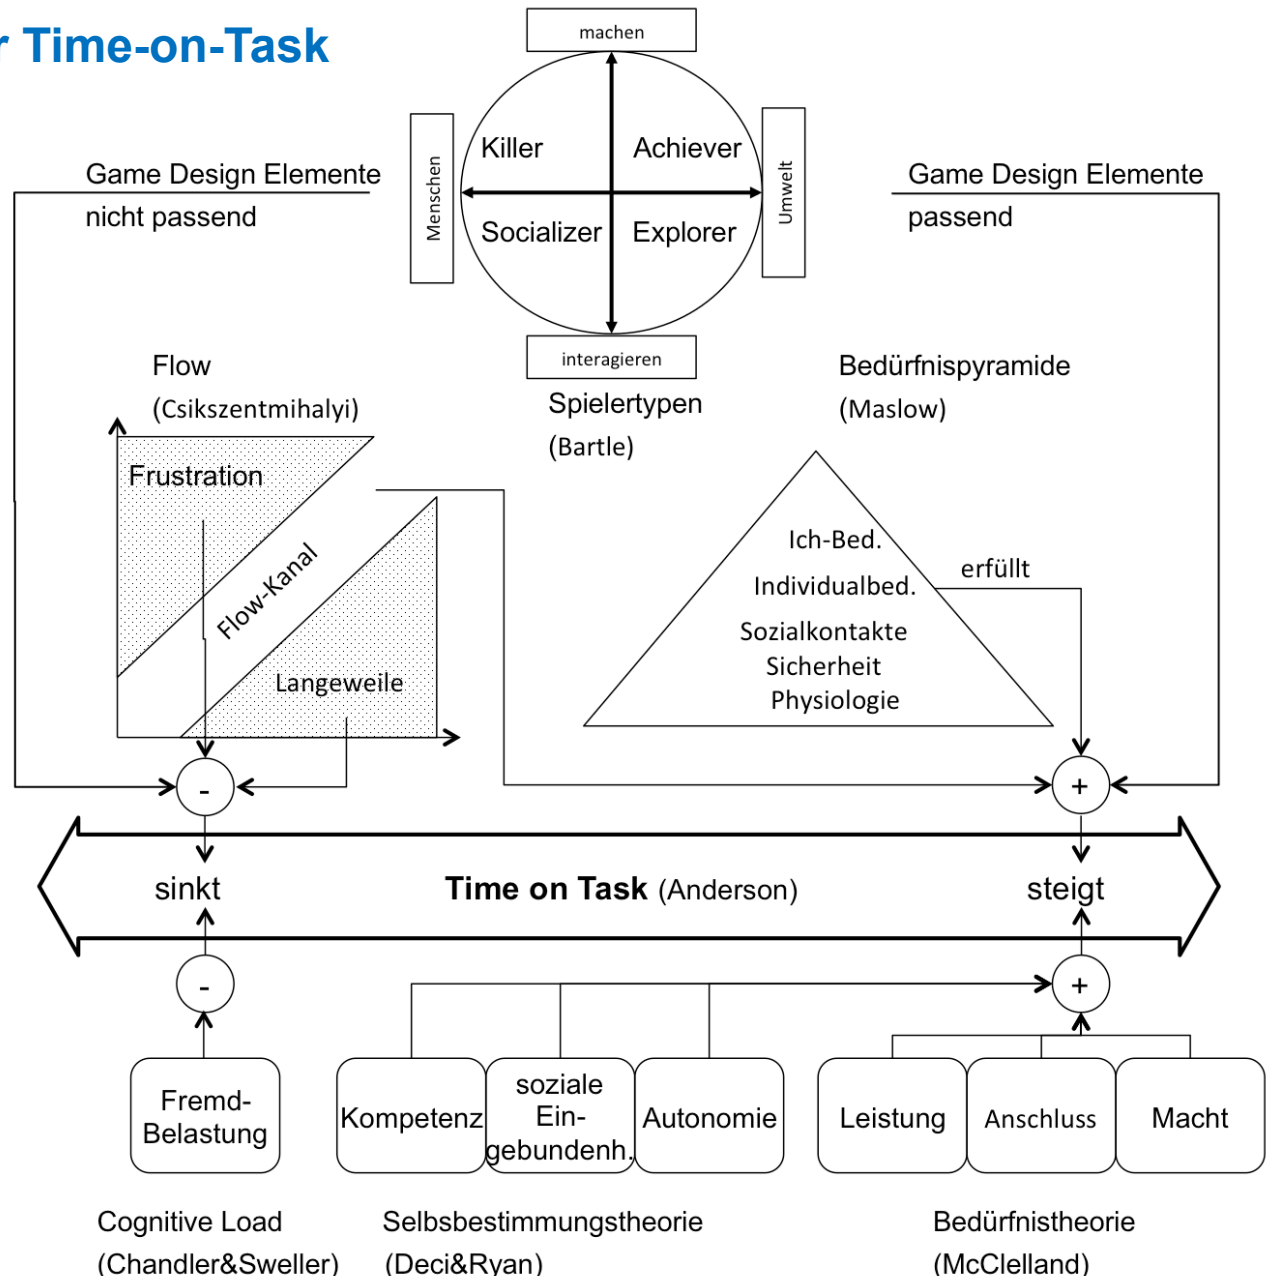 r Time-on-Task
machen
Killer
Achiever
Menschen
Umwelt
Socializer
Explorer
interagieren
Spielertypen
(Bartle)
Game Design Elemente
nicht passend
Game Design Elemente
passend
Flow
(Csikszentmihalyi)
Frustration
Flow-Kanal
Langeweile
Bedürfnispyramide
(Maslow)
Ich-Bed.
Individualbed.
Sozialkontakte
Sicherheit
Physiologie
erfüllt
-
+
sinkt
Time on Task (Anderson)
steigt
-
+
Fremd-
Belastung
Kompetenz
soziale
Ein-
gebundenh.
Autonomie
Leistung
Anschluss
Macht
Cognitive Load
(Chandler&Sweller)
Selbsbestimmungstheorie
(Deci&Ryan)
Bedürfnistheorie
(McClelland)